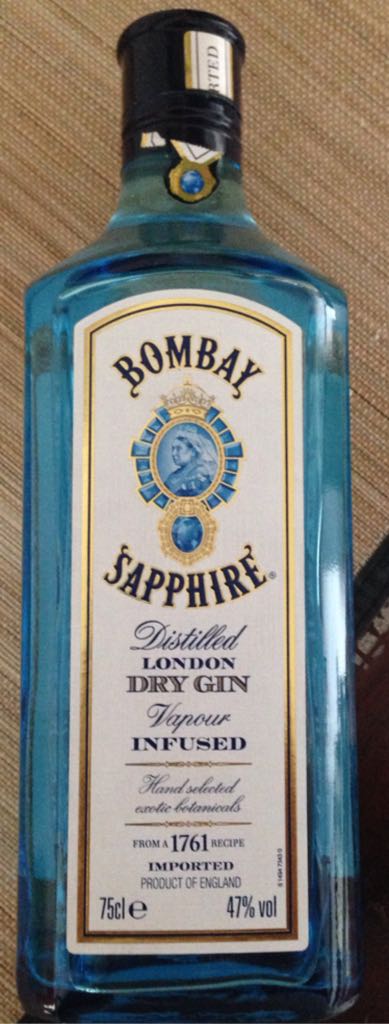 RTED
BOMBAY
SAPPHIRE®
Distilled
LONDON
DRY GIN
Vapour
INFUSED
Hand selected
exotic botanicals
FROM A 1761 RECIPE
IMPORTED
PRODUCT OF ENGLAND
75cl e 47% vol